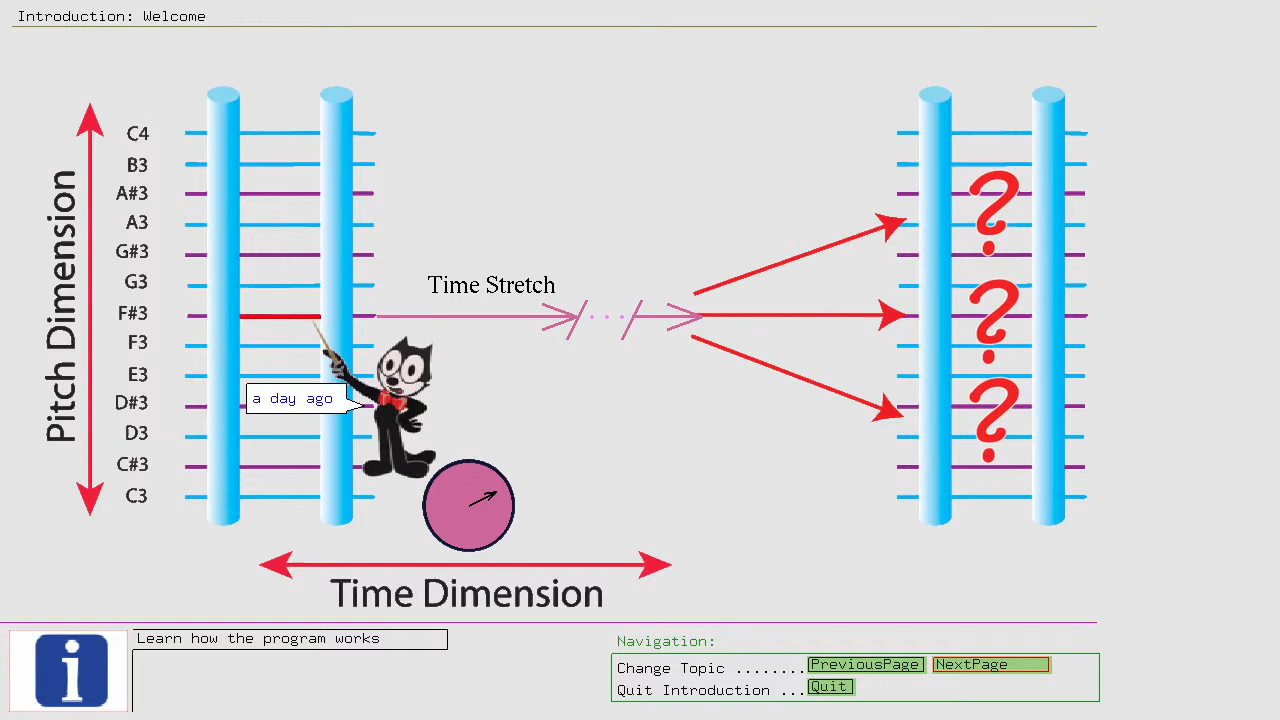 Introduction: Welcome
Pitch Dimension
C4
B3
A#3
A3
G#3
G3
F#3
F3
E3
D#3
D3
C#3
C3
Time Stretch
? ? ?
a day ago
Time Dimension
i
Learn how the program works
Navigation:
Change Topic ........PreviousPage NextPage
Quit Introduction ...Quit